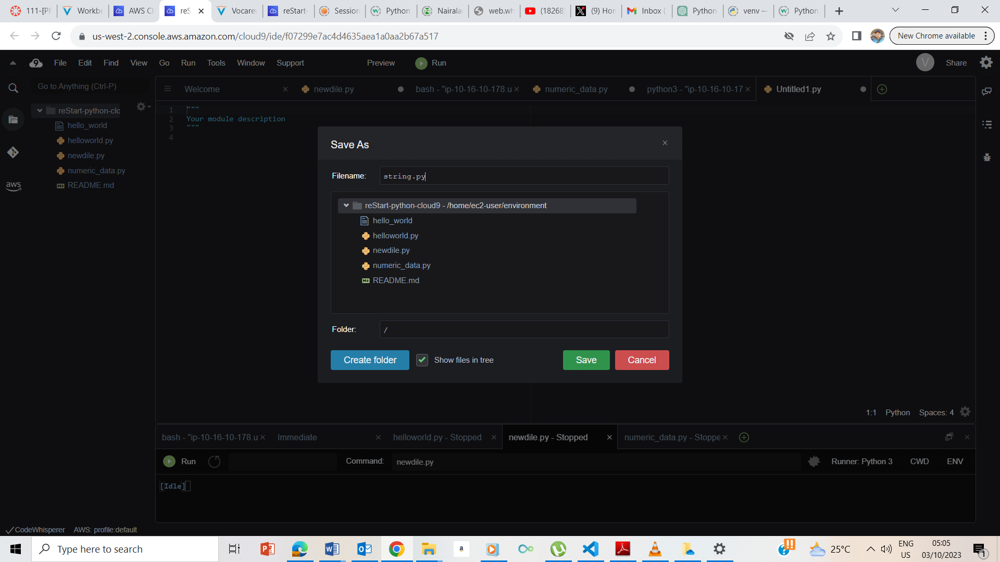 111-[PF
Workbe
AWS Cl
reS
Vocareu
reStart-
Session
Python
Nairalan
web.wh
(18268)
(9) Hom
Inbox (
Python
venv —
Python
us-west-2.console.aws.amazon.com/cloud9/ide/f07299e7ac4d4635aea1a0aa2b67a517
New Chrome available
File Edit Find View Go Run Tools Window Support Preview Run
V Share
Go to Anything (Ctrl-P)
Welcome
newdile.py
bash - "ip-10-16-10-178.u
numeric_data.py
python3 - "ip-10-16-10-17
Untitled1.py
reStart-python-clo
hello_world
helloworld.py
newdile.py
numeric_data.py
README.md
aws
1 """
2 Your module description
3 """
4
Save As
Filename: string.py
reStart-python-cloud9 - /home/ec2-user/environment
hello_world
helloworld.py
newdile.py
numeric_data.py
README.md
Folder: /
Create folder
Show files in tree
Save
Cancel
1:1 Python Spaces: 4
bash - "ip-10-16-10-178.u
Immediate
helloworld.py - Stopped
newdile.py - Stopped
numeric_data.py - Stoppe
Run
Command: newdile.py
Runner: Python 3 CWD ENV
[Idle]
CodeWhisperer AWS: profile:default
Type here to search
25°C
ENG
US
05:05
03/10/2023
1